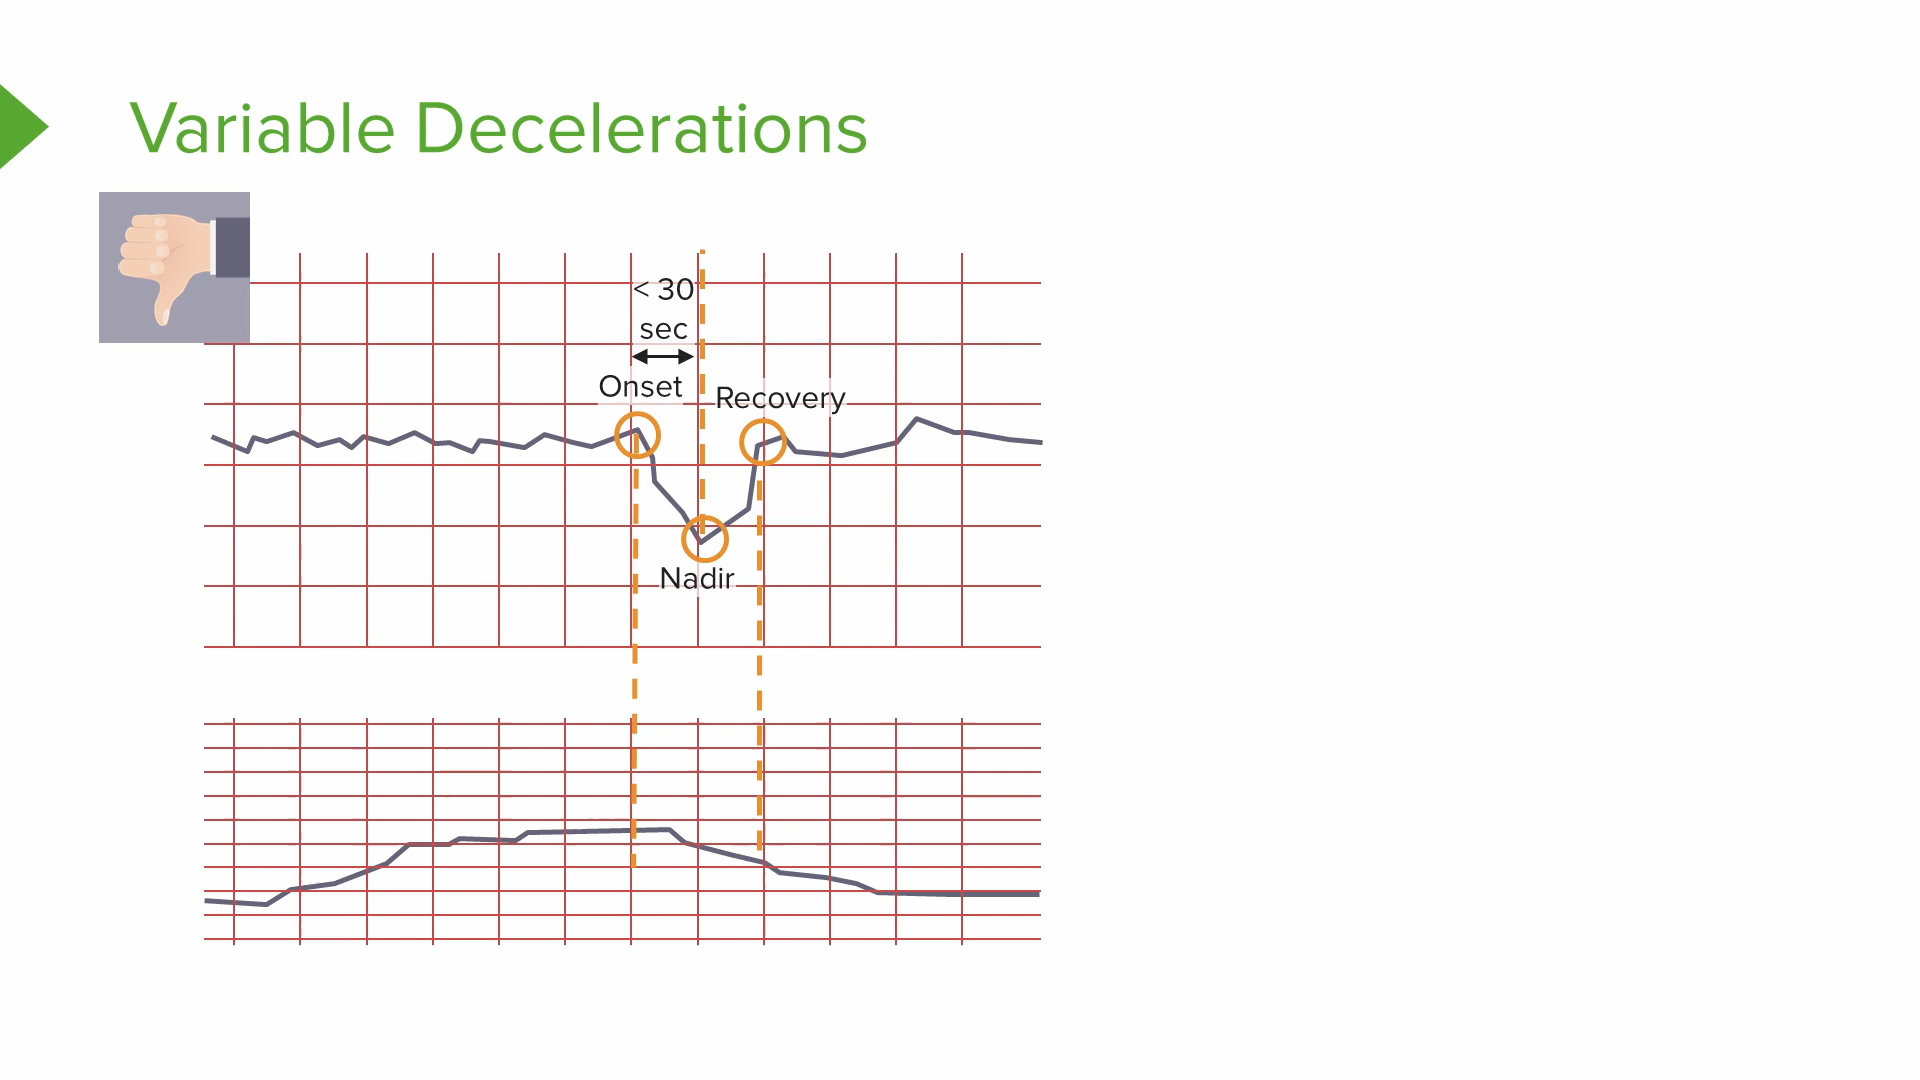 Variable Decelerations
< 30
sec
Onset
Recovery
Nadir